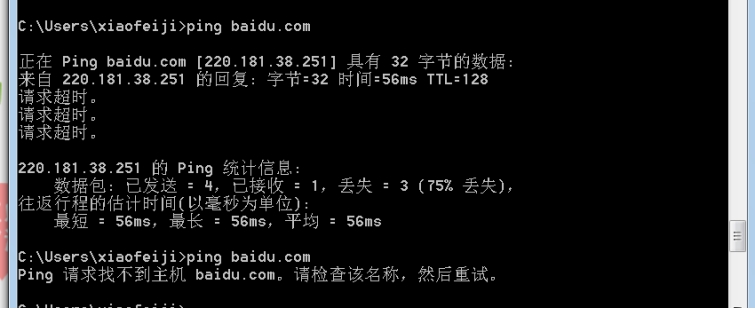 C:\Users\xiaofeiji>ping baidu.com
正在 Ping baidu.com [220.181.38.251] 具有 32 字节的数据:
来自 220.181.38.251 的回复: 字节=32 时间=56ms TTL=128
请求超时。
请求超时。
请求超时。
220.181.38.251 的 Ping 统计信息:
数据包: 已发送 = 4，已接收 = 1，丢失 = 3 (75% 丢失)，
往返行程的估计时间(以毫秒为单位):
最短 = 56ms，最长 = 56ms，平均 = 56ms
C:\Users\xiaofeiji>ping baidu.com
Ping 请求找不到主机 baidu.com。请检查该名称，然后重试。